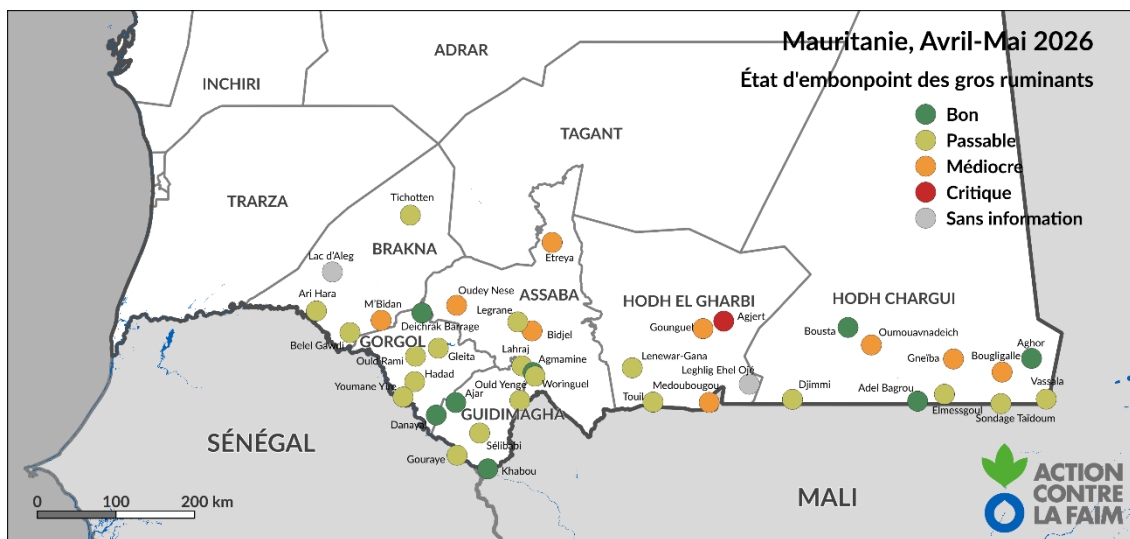 Mauritanie, Avril-Mai 2026
État d'embonpoint des gros ruminants
Bon
Passable
Médiocre
Critique
Sans information
ADRAR
INCHIRI
TAGANT
TRARZA
Tichotten
BRAKNA
Lac d'Aleg
Etreya
Ari Hara
M'Bidan
Oudey Nese
ASSABA
Legrane
HODH EL GHARBI
HODH CHARGUI
Agjert
Deichrak Barrage
Bidjel
Gounguel
Bousta
Oumouavnadeich
Belel Gawdi
GORGOL
Gleita
Ould Rami
Lahraj
Agmamine
Lenewar-Gana
Leghlig Ehel Oje
Gneïba
Bougligalle
Aghor
Hadad
Ould Yengé
Woringuel
Youmane Yire
Ajar
Touil
Medoubougou
Djimmi
Adel Bagrou
Elmessgoul
Vassala
Sondage Taïdoum
GUIDIMAGHA
Danayal
Sélibabi
Gouraye
Khabou
SÉNÉGAL
MALI
0 100 200 km
ACTION
CONTRE
LA FAIM